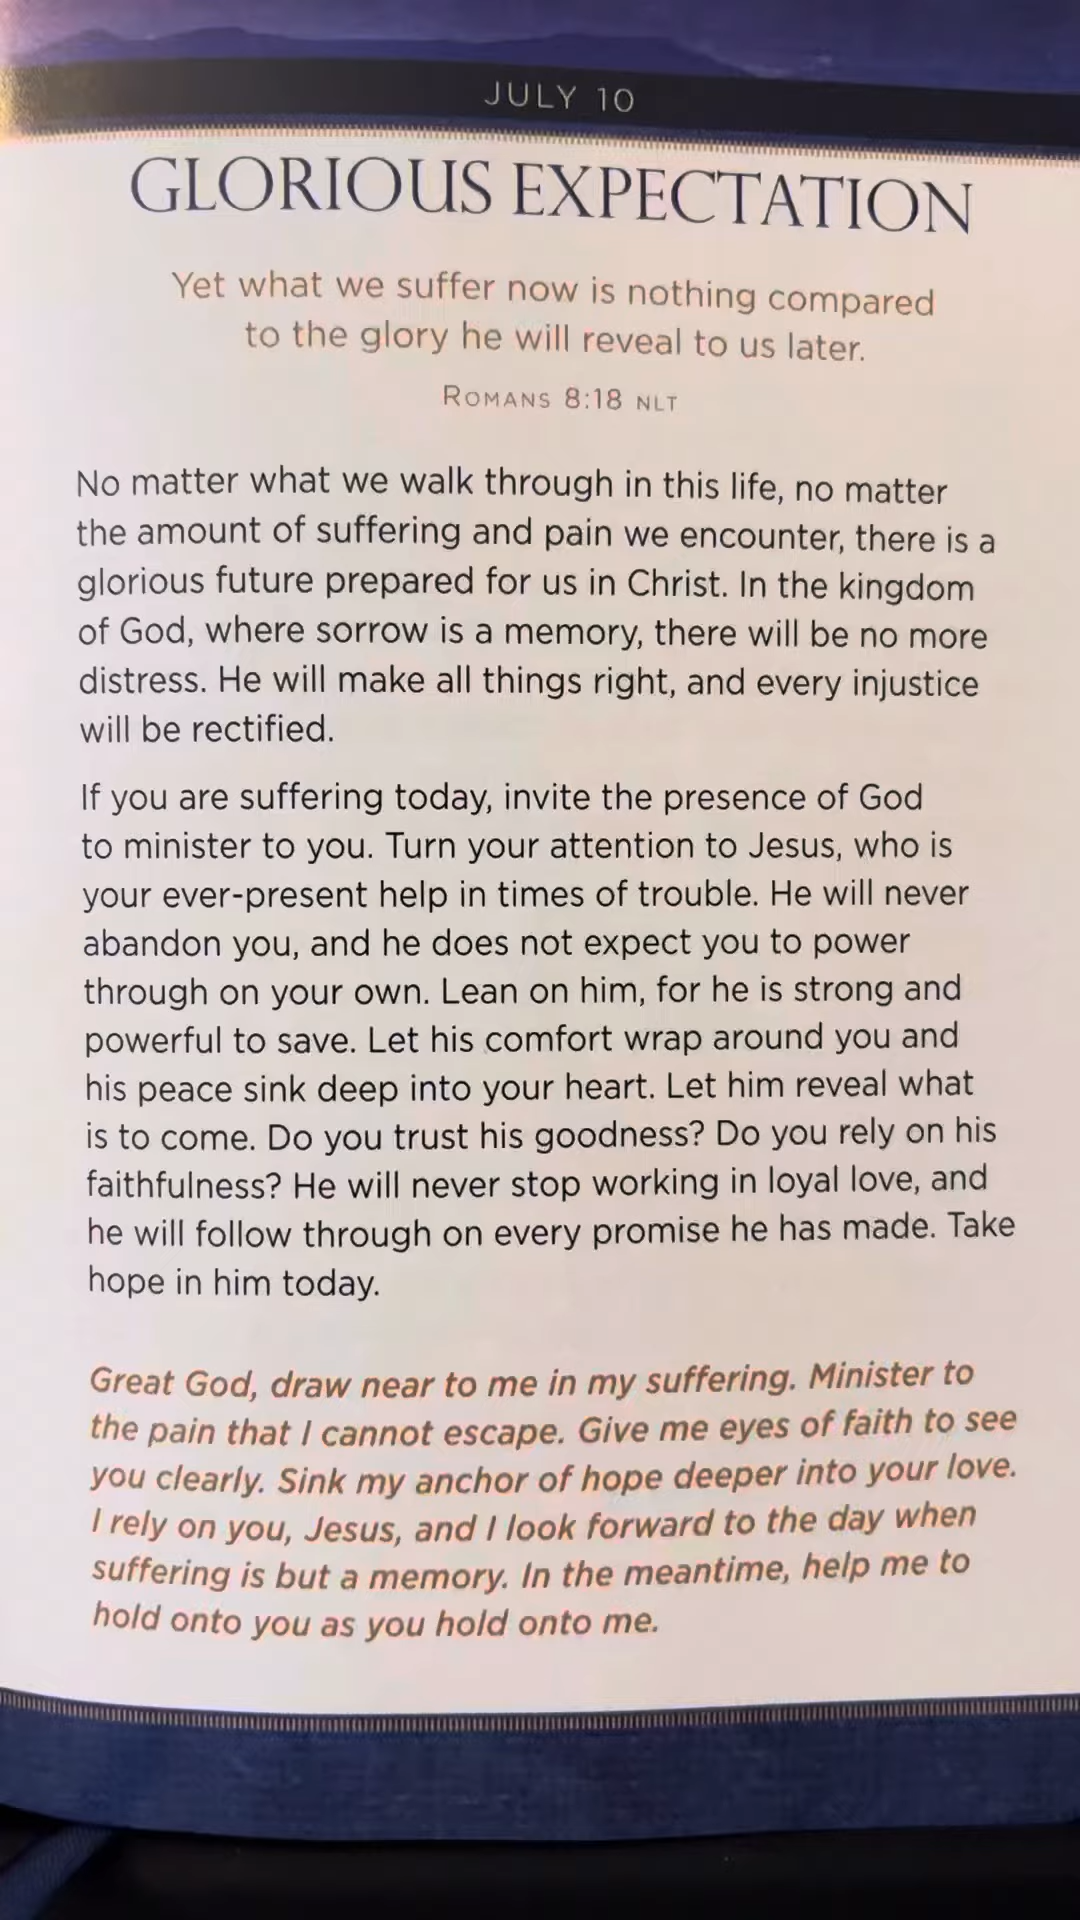 JULY 10
GLORIOUS EXPECTATION
Yet what we suffer now is nothing compared
to the glory he will reveal to us later.
ROMANS 8:18 NLT
No matter what we walk through in this life, no matter
the amount of suffering and pain we encounter, there is a
glorious future prepared for us in Christ. In the kingdom
of God, where sorrow is a memory, there will be no more
distress. He will make all things right, and every injustice
will be rectified.
If you are suffering today, invite the presence of God
to minister to you. Turn your attention to Jesus, who is
your ever-present help in times of trouble. He will never
abandon you, and he does not expect you to power
through on your own. Lean on him, for he is strong and
powerful to save. Let his comfort wrap around you and
his peace sink deep into your heart. Let him reveal what
is to come. Do you trust his goodness? Do you rely on his
faithfulness? He will never stop working in loyal love, and
he will follow through on every promise he has made. Take
hope in him today.
Great God, draw near to me in my suffering. Minister to
the pain that I cannot escape. Give me eyes of faith to see
you clearly. Sink my anchor of hope deeper into your love.
I rely on you, Jesus, and I look forward to the day when
suffering is but a memory. In the meantime, help me to
hold onto you as you hold onto me.